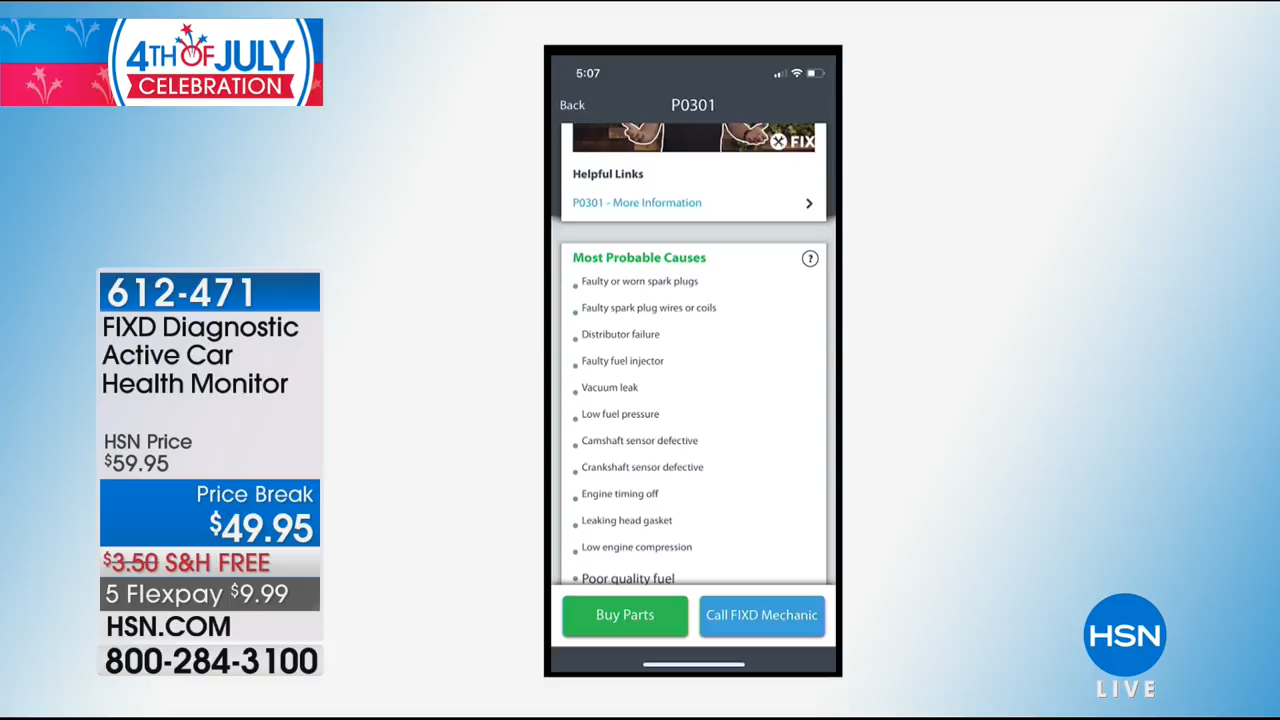 4TH OF JULY
CELEBRATION
612-471
FIXD Diagnostic
Active Car
Health Monitor
HSN Price
$59.95
Price Break
$49.95
$3.50 S&H FREE
5 Flexpay $9.99
HSN.COM
800-284-3100
5:07
Back
P0301
FIX
Helpful Links
P0301 - More Information
Most Probable Causes
?
Faulty or worn spark plugs
Faulty spark plug wires or coils
Distributor failure
Faulty fuel injector
Vacuum leak
Low fuel pressure
Camshaft sensor defective
Crankshaft sensor defective
Engine timing off
Leaking head gasket
Low engine compression
Poor quality fuel
Buy Parts
Call FIXD Mechanic
HSN
LIVE